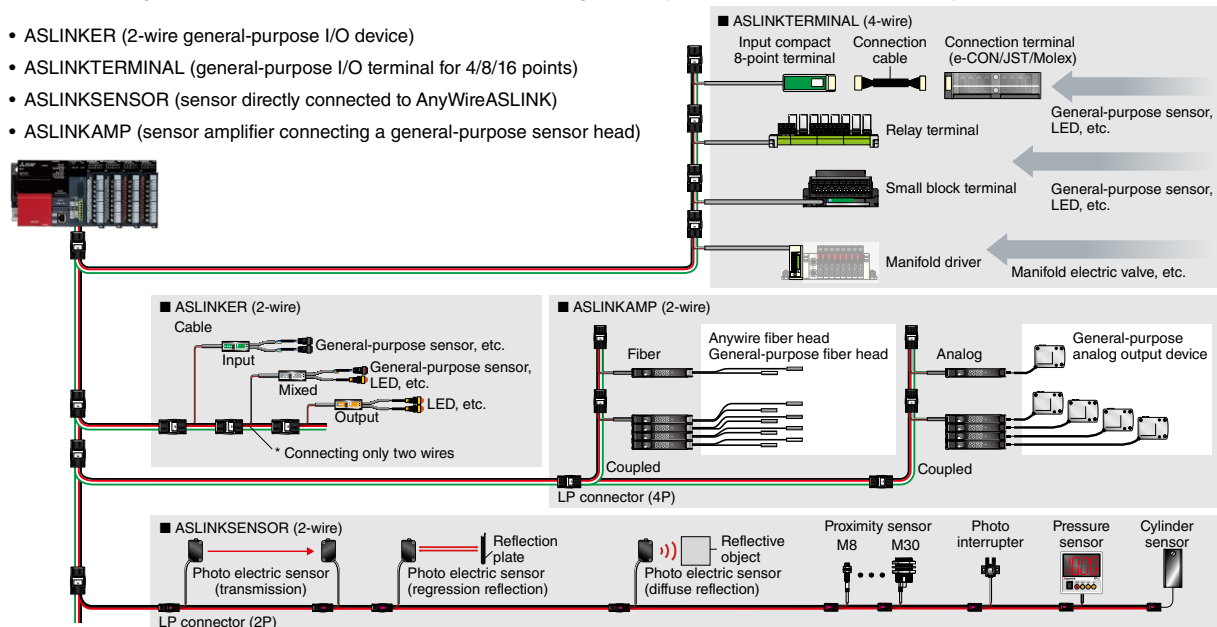 • ASLINKER (2-wire general-purpose I/O device)
• ASLINKTERMINAL (general-purpose I/O terminal for 4/8/16 points)
• ASLINKSENSOR (sensor directly connected to AnyWireASLINK)
• ASLINKAMP (sensor amplifier connecting a general-purpose sensor head)
■ ASLINKTERMINAL (4-wire)
Input compact
8-point terminal
Connection
cable
Connection terminal
(e-CON/JST/Molex)
General-purpose sensor,
LED, etc.
Relay terminal
Small block terminal
General-purpose sensor,
LED, etc.
Manifold driver
Manifold electric valve, etc.
■ ASLINKER (2-wire)
Cable
Input
General-purpose sensor, etc.
Mixed
General-purpose sensor,
LED, etc.
Output
LED, etc.
* Connecting only two wires
■ ASLINKAMP (2-wire)
Fiber
Anywire fiber head
General-purpose fiber head
Analog
General-purpose
analog output device
Coupled
Coupled
LP connector (4P)
■ ASLINKSENSOR (2-wire)
Photo electric sensor
(transmission)
Reflection
plate
Photo electric sensor
(regression reflection)
Reflective
object
Photo electric sensor
(diffuse reflection)
Proximity sensor
M8
M30
Photo
interrupter
Pressure
sensor
Cylinder
sensor
LP connector (2P)